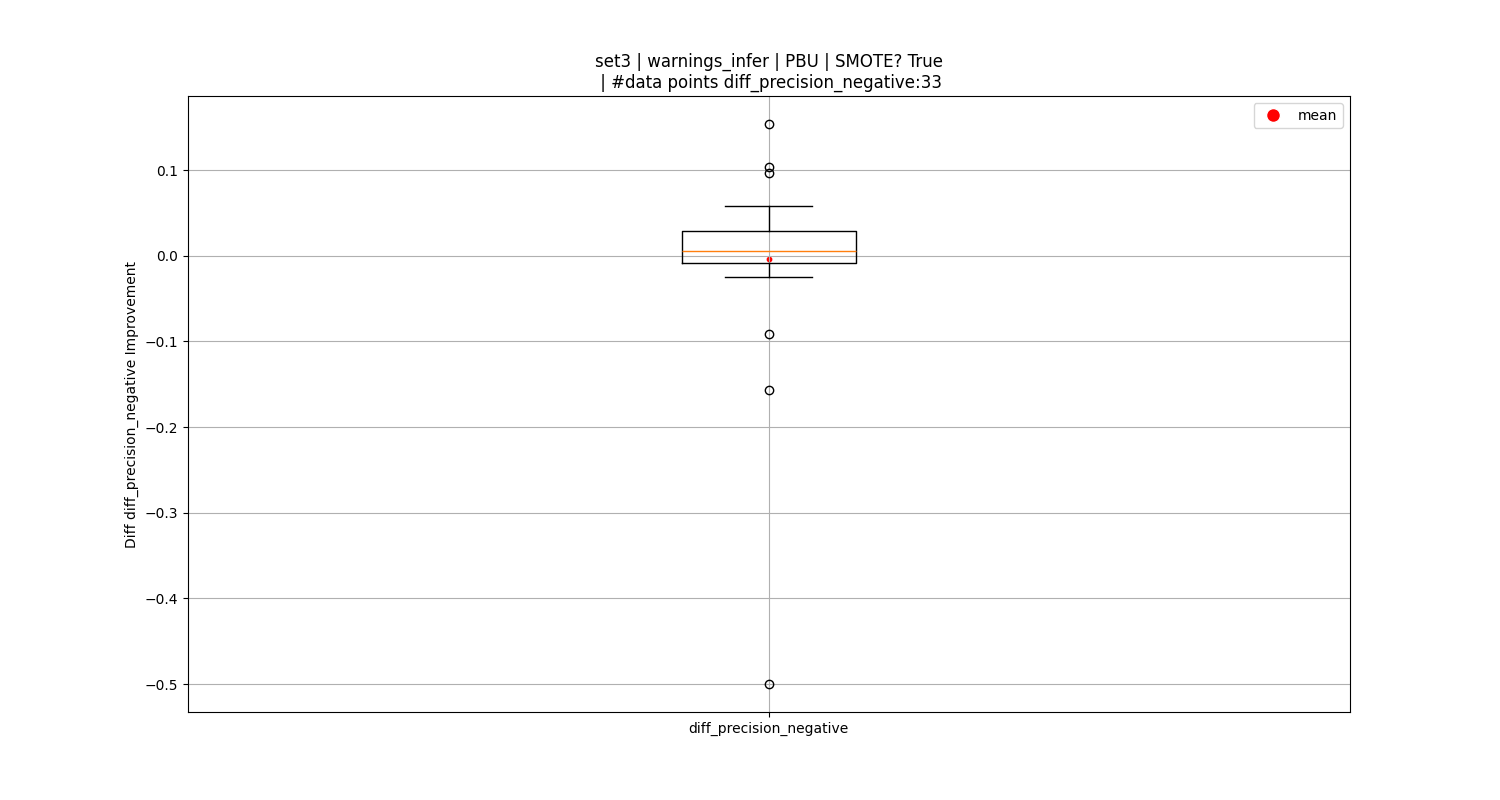 set3 | warnings_infer | PBU | SMOTE? True
| #data points diff_precision_negative:33
mean
0.1
0.0
−0.1
−0.2
−0.3
−0.4
−0.5
Diff diff_precision_negative Improvement
diff_precision_negative